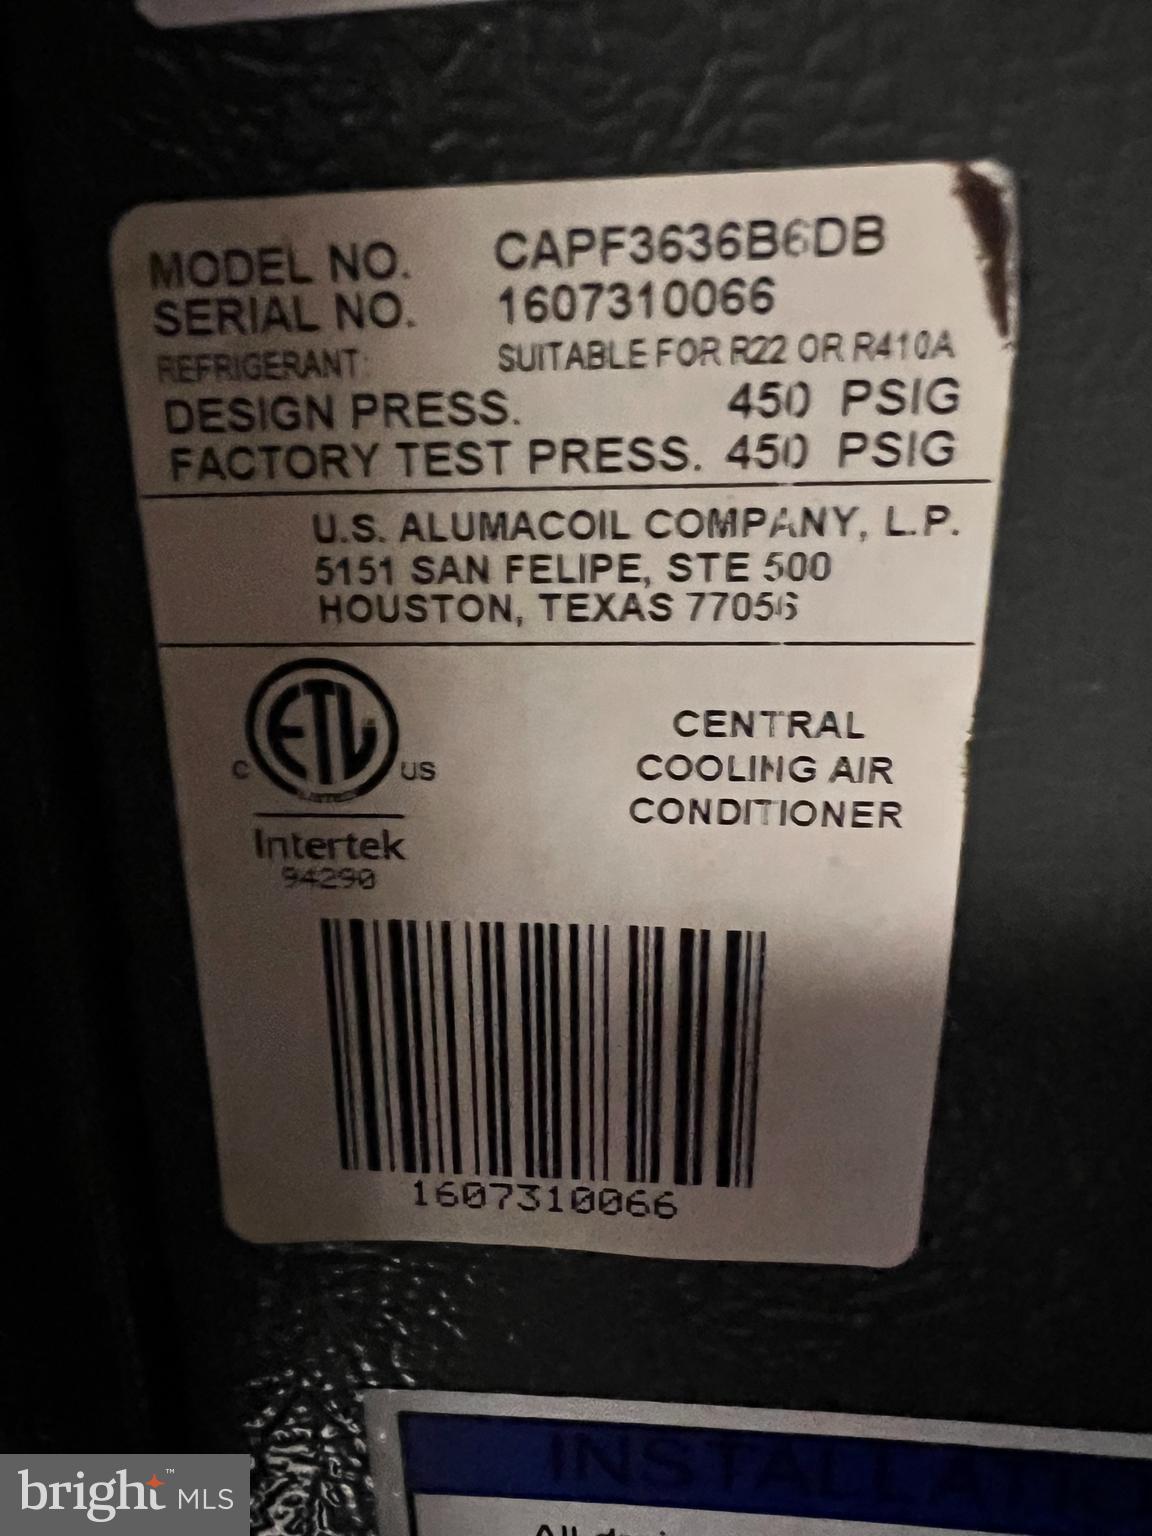 MODEL NO. CAPF3636B6DB
SERIAL NO. 1607310066
REFRIGERANT: SUITABLE FOR R22 OR R410A
DESIGN PRESS. 450 PSIG
FACTORY TEST PRESS. 450 PSIG
U.S. ALUMACOIL COMPANY, L.P.
5151 SAN FELIPE, STE 500
HOUSTON, TEXAS 77056
ETL
C US
LISTED
Intertek
94290
CENTRAL
COOLING AIR
CONDITIONER
1607310066
bright™ MLS